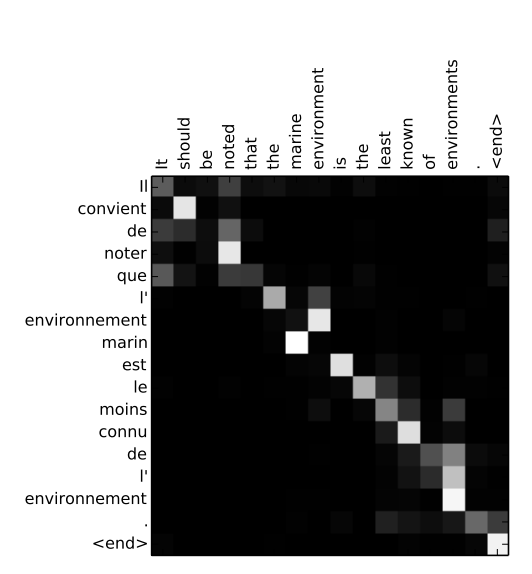 It should be noted that the marine environment is the least known of environments . <end>
Il
convient
de
noter
que
l'
environnement
marin
est
le
moins
connu
de
l'
environnement
.
<end>